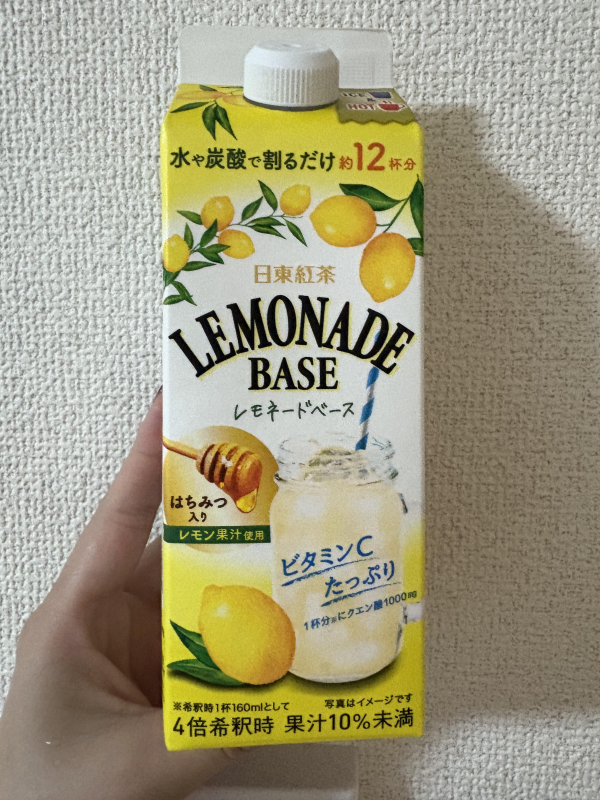 ICE
&
HOT
水や炭酸で割るだけ 約12杯分
日東紅茶
LEMONADE
BASE
レモネードベース
はちみつ
入り
レモン果汁使用
ビタミンC
たっぷり
1杯分※にクエン酸1000mg
※希釈時1杯160mlとして
写真はイメージです
4倍希釈時 果汁10%未満